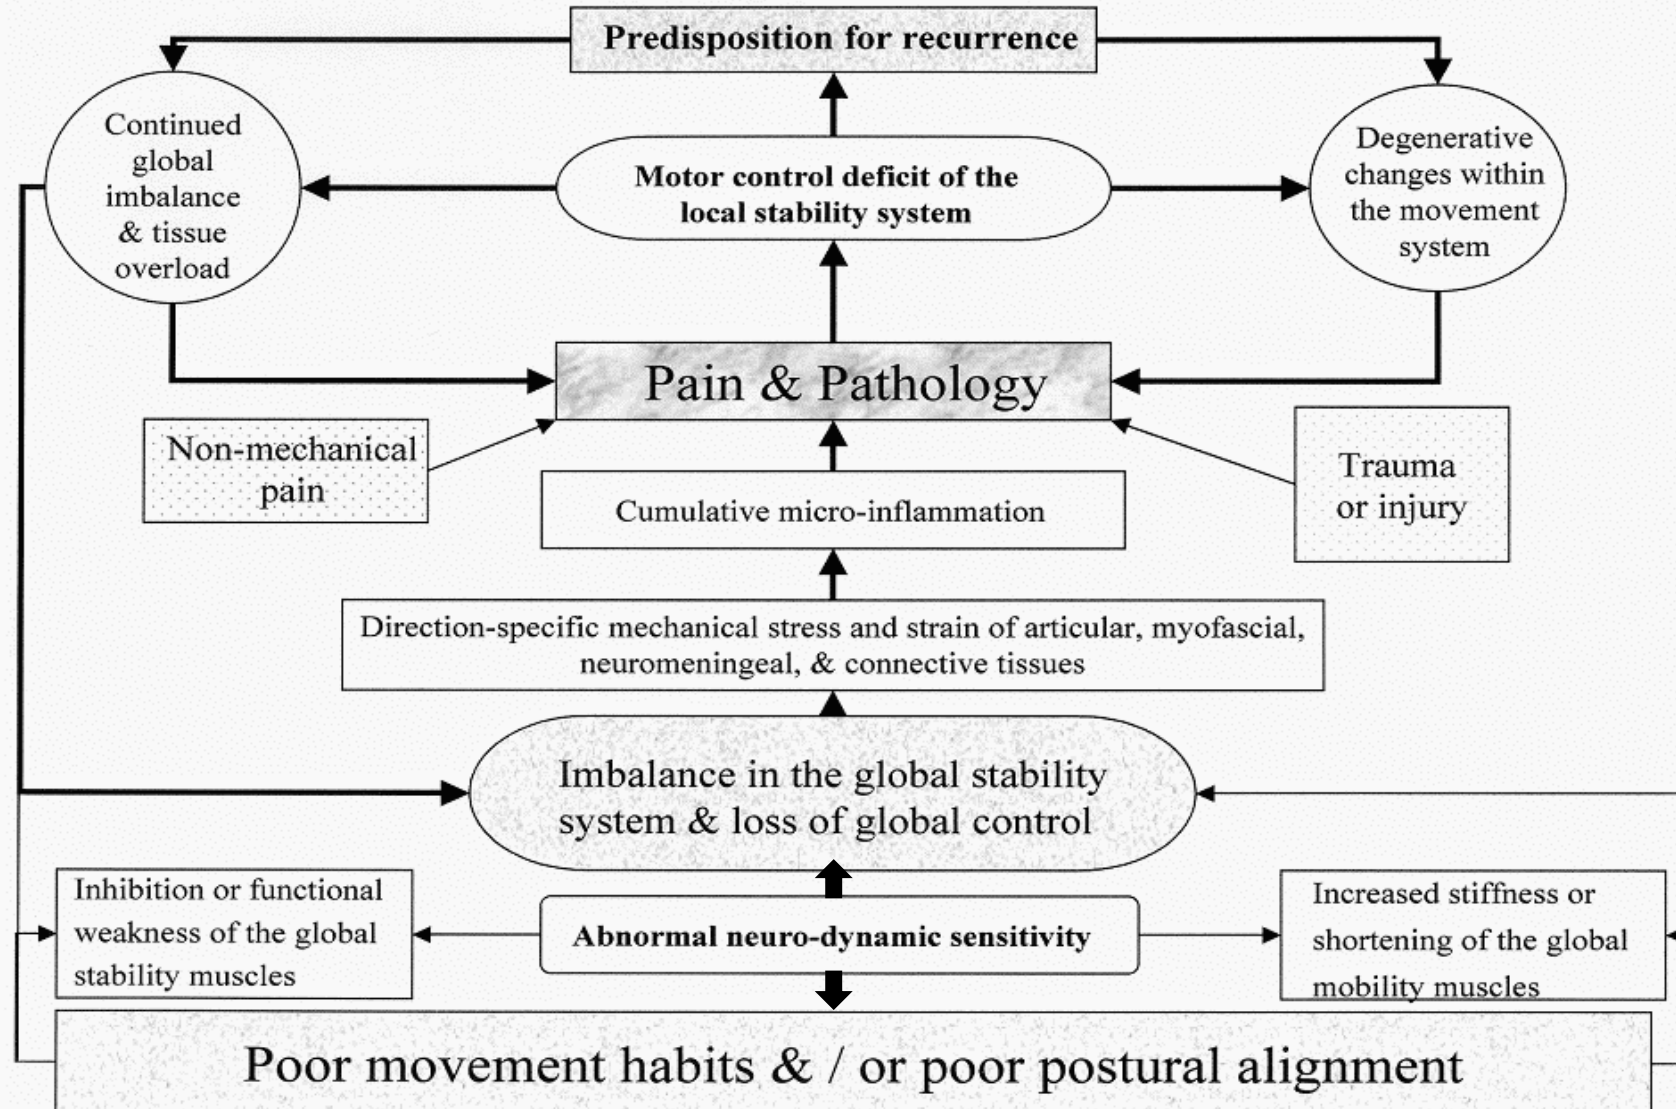 Predisposition for recurrence
Continued
global
imbalance
& tissue
overload
Motor control deficit of the
local stability system
Degenerative
changes within
the movement
system
Pain & Pathology
Non-mechanical
pain
Cumulative micro-inflammation
Trauma
or injury
Direction-specific mechanical stress and strain of articular, myofascial,
neuromeningeal, & connective tissues
Imbalance in the global stability
system & loss of global control
Inhibition or functional
weakness of the global
stability muscles
Abnormal neuro-dynamic sensitivity
Increased stiffness or
shortening of the global
mobility muscles
Poor movement habits & / or poor postural alignment